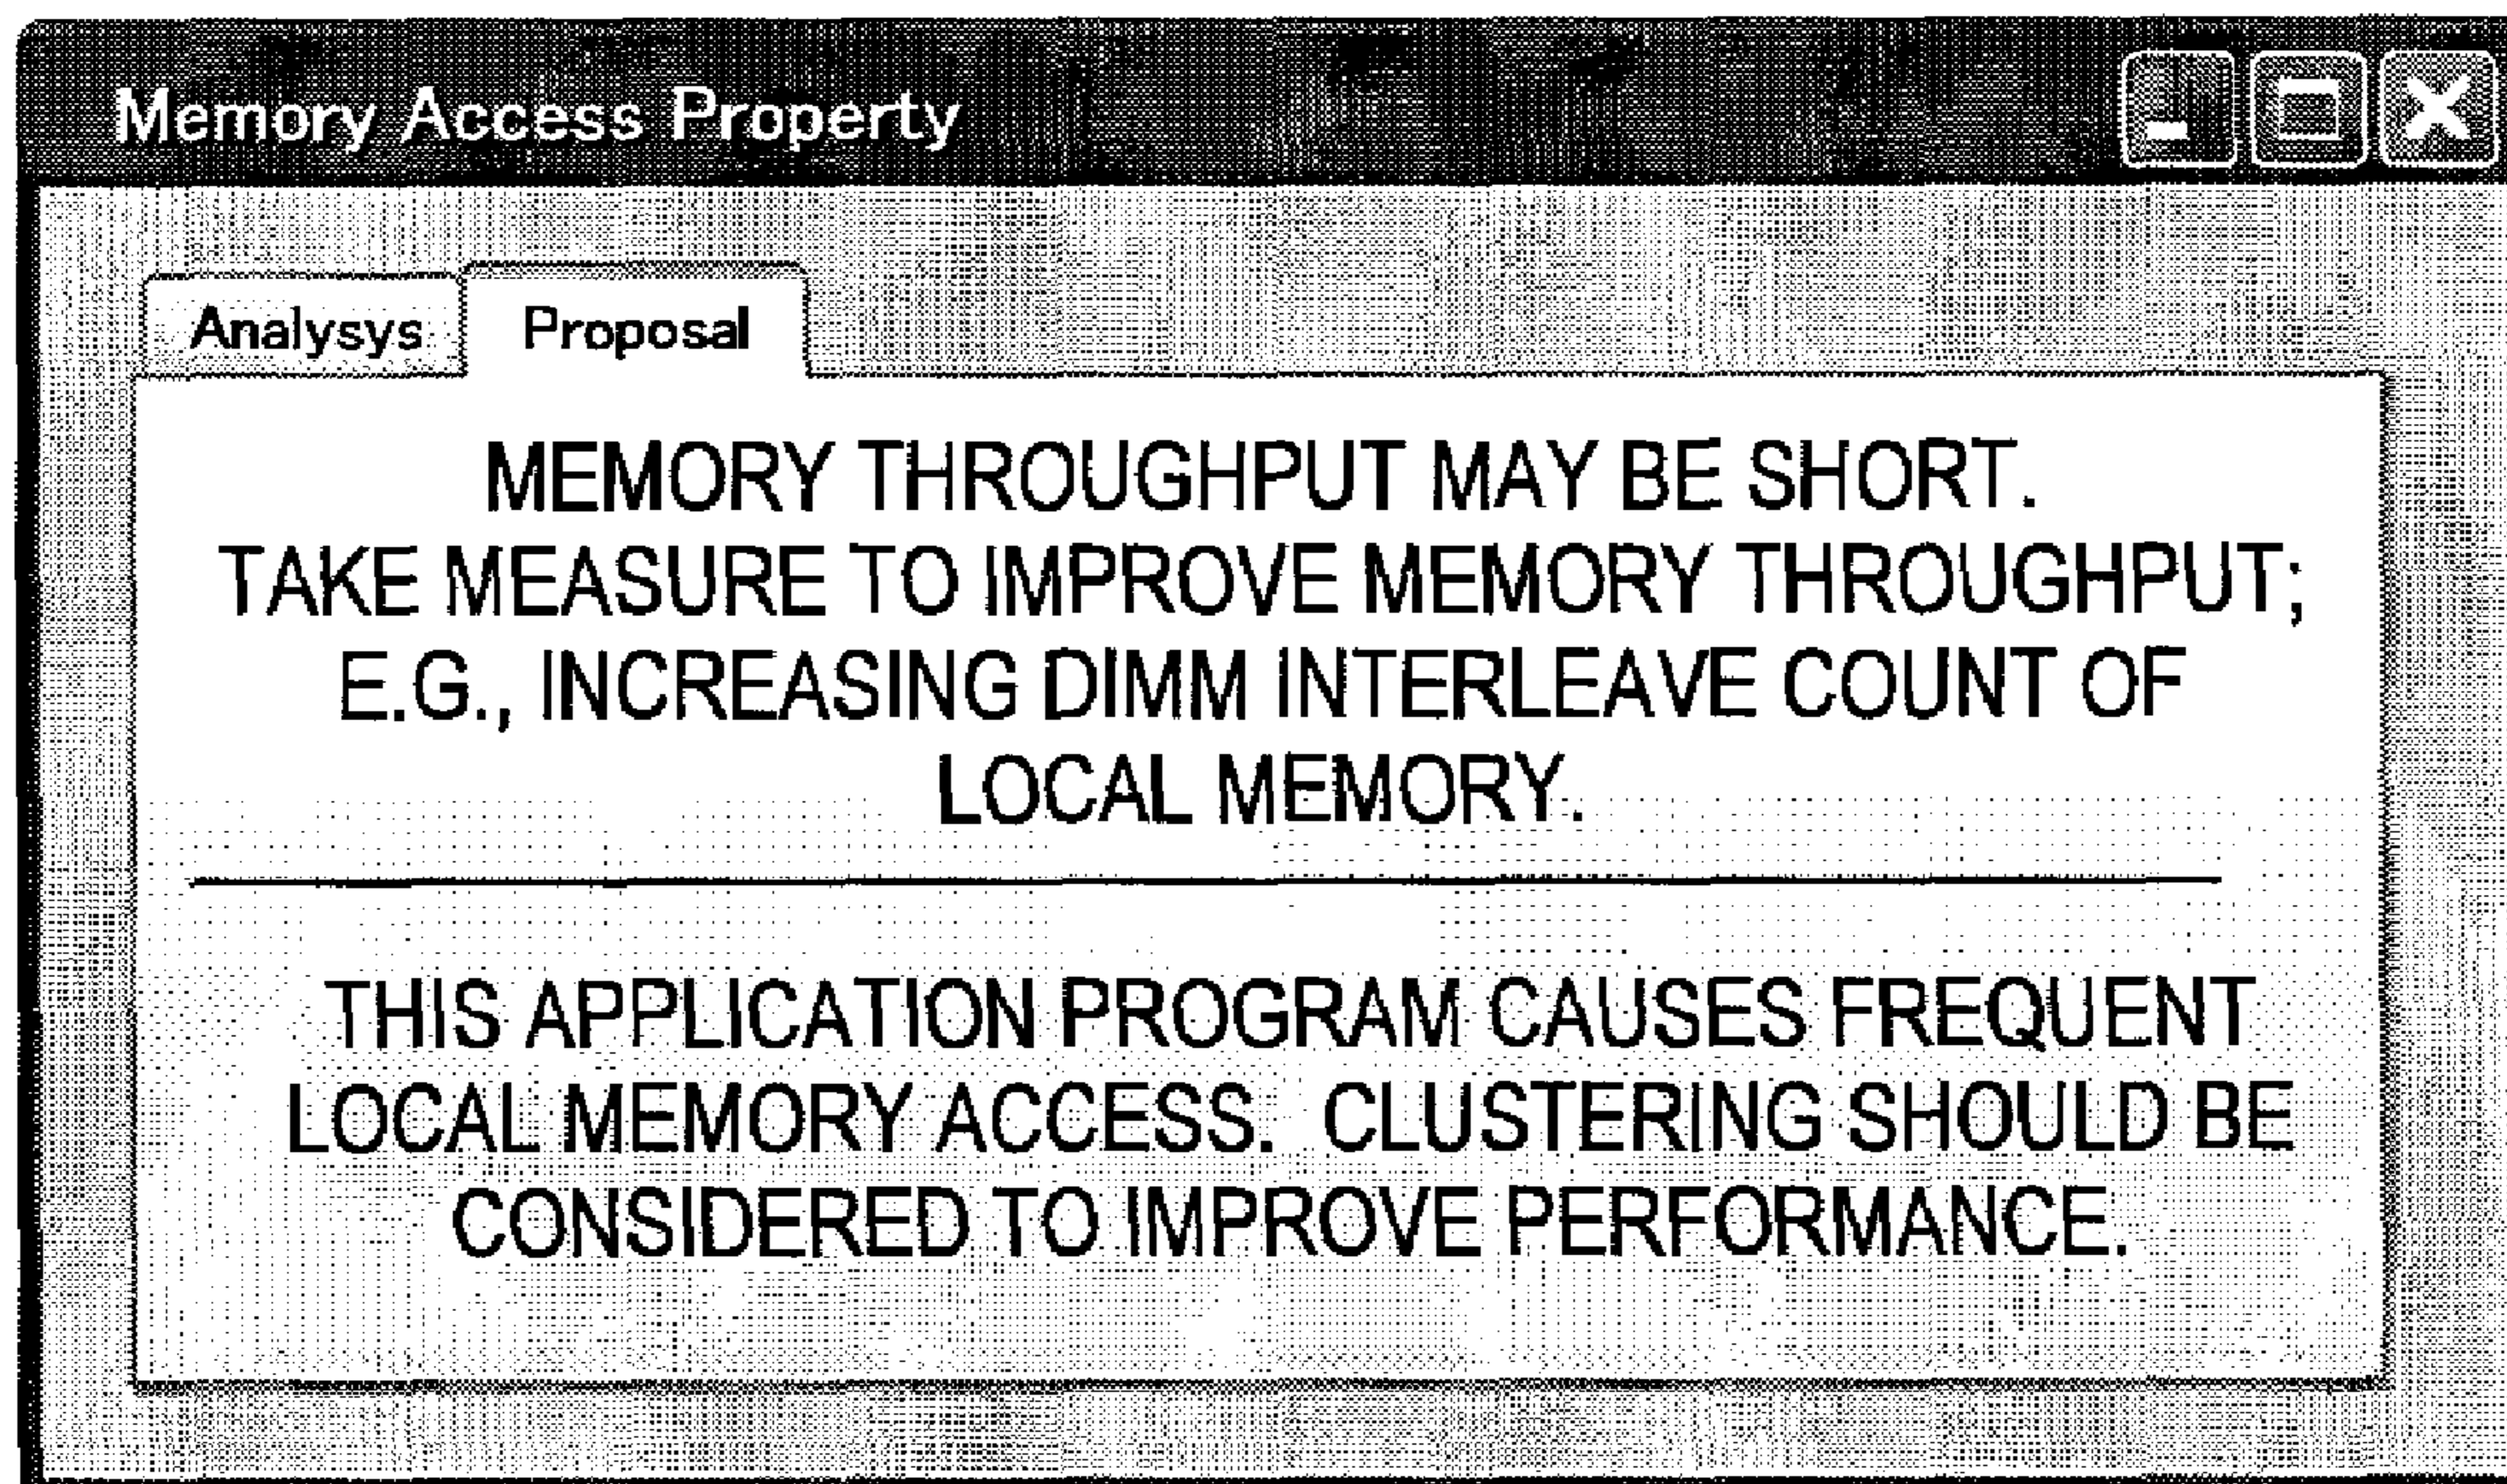 Memory Access Property
Analysys Proposal
MEMORY THROUGHPUT MAY BE SHORT.
TAKE MEASURE TO IMPROVE MEMORY THROUGHPUT;
E.G., INCREASING DIMM INTERLEAVE COUNT OF
LOCAL MEMORY.
THIS APPLICATION PROGRAM CAUSES FREQUENT
LOCAL MEMORY ACCESS. CLUSTERING SHOULD BE
CONSIDERED TO IMPROVE PERFORMANCE.